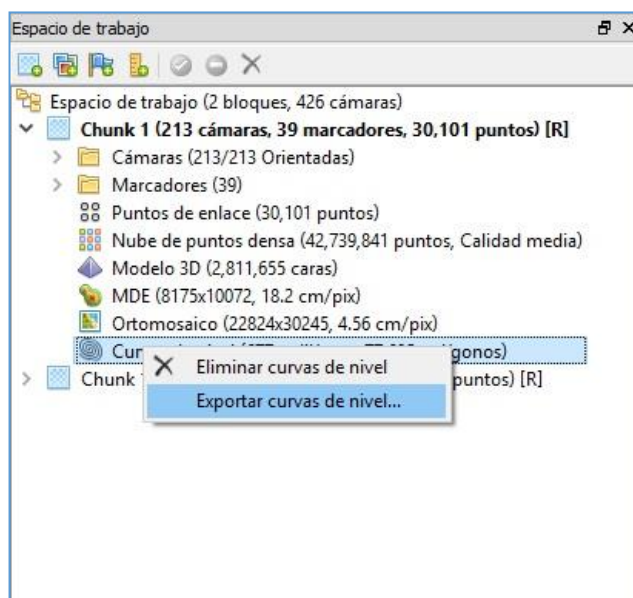 Espacio de trabajo
Espacio de trabajo (2 bloques, 426 cámaras)
Chunk 1 (213 cámaras, 39 marcadores, 30,101 puntos) [R]
Cámaras (213/213 Orientadas)
Marcadores (39)
Puntos de enlace (30,101 puntos)
Nube de puntos densa (42,739,841 puntos, Calidad media)
Modelo 3D (2,811,655 caras)
MDE (8175x10072, 18.2 cm/pix)
Ortomosaico (22824x30245, 4.56 cm/pix)
Eliminar curvas de nivel
Chunk puntos) [R]
Exportar curvas de nivel...